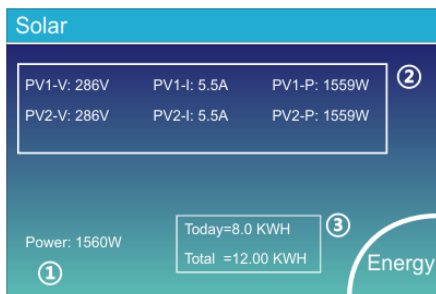 Solar
PV1-V: 286V PV1-I: 5.5A PV1-P: 1559W
②
PV2-V: 286V PV2-I: 5.5A PV2-P: 1559W
Today=8.0 KWH
③
Power: 1560W
Total =12.00 KWH
①
Energy